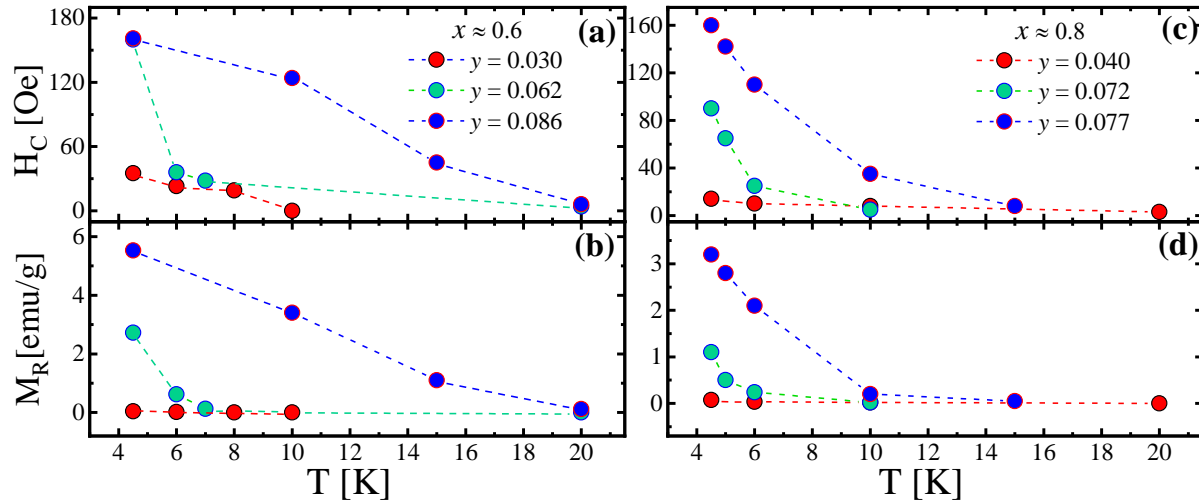 (a)
x ≈ 0.6
y = 0.030
y = 0.062
y = 0.086
H_C [Oe]
180
120
60
0
(c)
x ≈ 0.8
y = 0.040
y = 0.072
y = 0.077
160
120
80
40
0
(b)
M_R[emu/g]
6
4
2
0
(d)
3
2
1
0
4 6 8 10 12 14 16 18 20
T [K]
4 6 8 10 12 14 16 18 20
T [K]